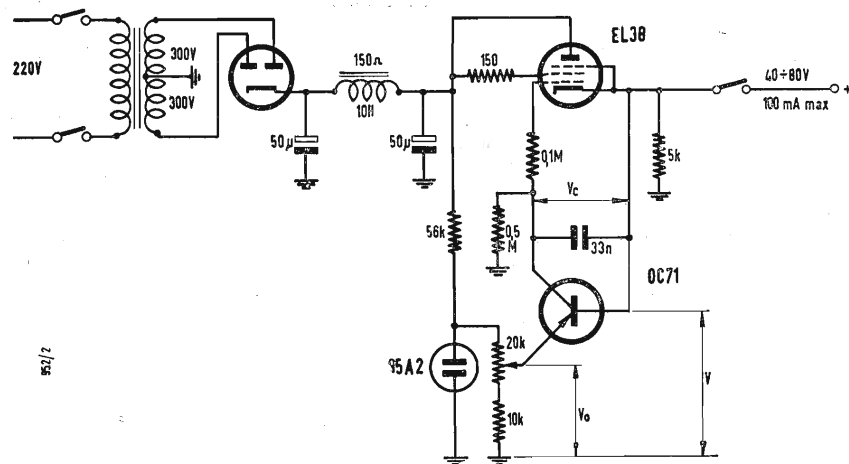 220V
300V
300V
50µ
150Ω
10H
50µ
150
EL38
40÷80V
100 mA max
+
0,1M
5k
Vc
56k
0,5
M
33n
OC71
95A2
20k
10k
Vo
V
952/2